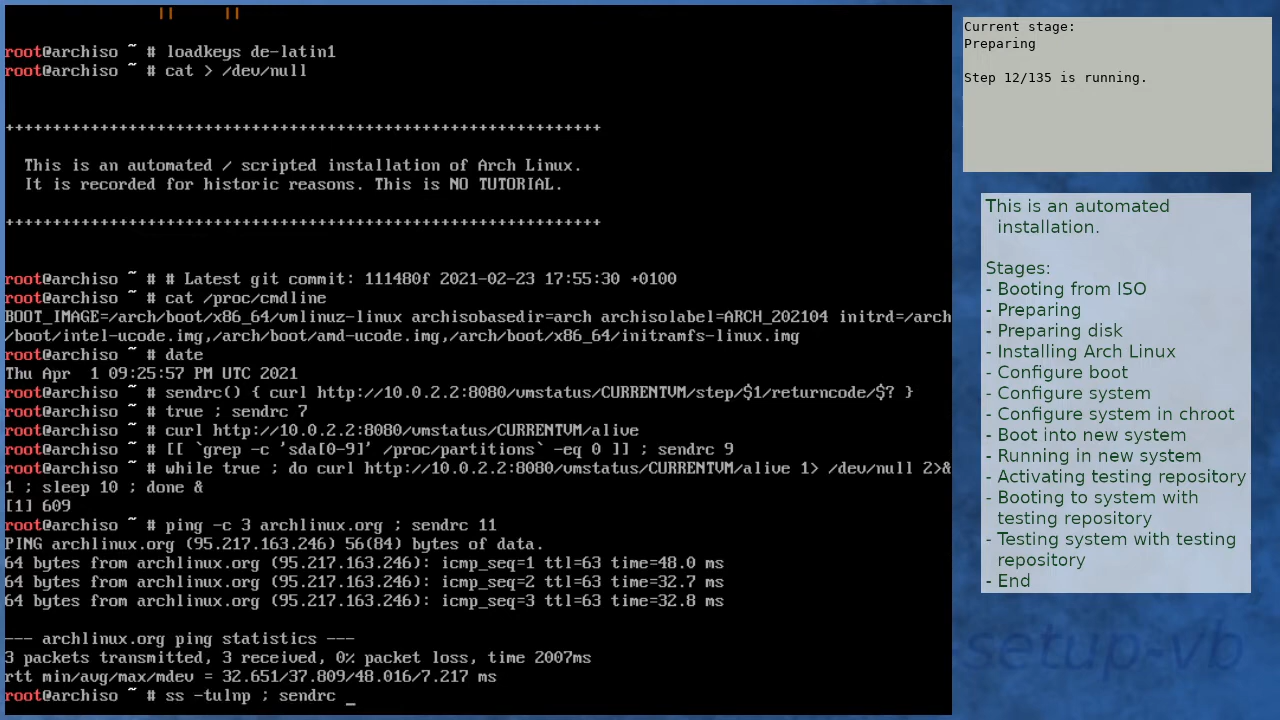 root@archiso ~ # loadkeys de-latin1
root@archiso ~ # cat > /dev/null
++++++++++++++++++++++++++++++++++++++++++++++++++++++++++++++
This is an automated / scripted installation of Arch Linux.
It is recorded for historic reasons. This is NO TUTORIAL.
++++++++++++++++++++++++++++++++++++++++++++++++++++++++++++++
root@archiso ~ # # Latest git commit: 111480f 2021-02-23 17:55:30 +0100
root@archiso ~ # cat /proc/cmdline
BOOT_IMAGE=/arch/boot/x86_64/vmlinuz-linux archisobasedir=arch archisolabel=ARCH_202104 initrd=/arch
/boot/intel-ucode.img,/arch/boot/amd-ucode.img,/arch/boot/x86_64/initramfs-linux.img
root@archiso ~ # date
Thu Apr  1 09:25:57 PM UTC 2021
root@archiso ~ # sendrc() { curl http://10.0.2.2:8080/vmstatus/CURRENTVM/step/$1/returncode/$? }
root@archiso ~ # true ; sendrc 7
root@archiso ~ # curl http://10.0.2.2:8080/vmstatus/CURRENTVM/alive
root@archiso ~ # [[ `grep -c 'sda[0-9]' /proc/partitions` -eq 0 ]] ; sendrc 9
root@archiso ~ # while true ; do curl http://10.0.2.2:8080/vmstatus/CURRENTVM/alive 1> /dev/null 2>&
1 ; sleep 10 ; done &
[1] 609
root@archiso ~ # ping -c 3 archlinux.org ; sendrc 11
PING archlinux.org (95.217.163.246) 56(84) bytes of data.
64 bytes from archlinux.org (95.217.163.246): icmp_seq=1 ttl=63 time=48.0 ms
64 bytes from archlinux.org (95.217.163.246): icmp_seq=2 ttl=63 time=32.7 ms
64 bytes from archlinux.org (95.217.163.246): icmp_seq=3 ttl=63 time=32.8 ms
--- archlinux.org ping statistics ---
3 packets transmitted, 3 received, 0% packet loss, time 2007ms
rtt min/avg/max/mdev = 32.651/37.809/48.016/7.217 ms
root@archiso ~ # ss -tulnp ; sendrc _
Current stage:
Preparing
Step 12/135 is running.
This is an automated
installation.
Stages:
- Booting from ISO
- Preparing
- Preparing disk
- Installing Arch Linux
- Configure boot
- Configure system
- Configure system in chroot
- Boot into new system
- Running in new system
- Activating testing repository
- Booting to system with
testing repository
- Testing system with testing
repository
- End
setup-vb